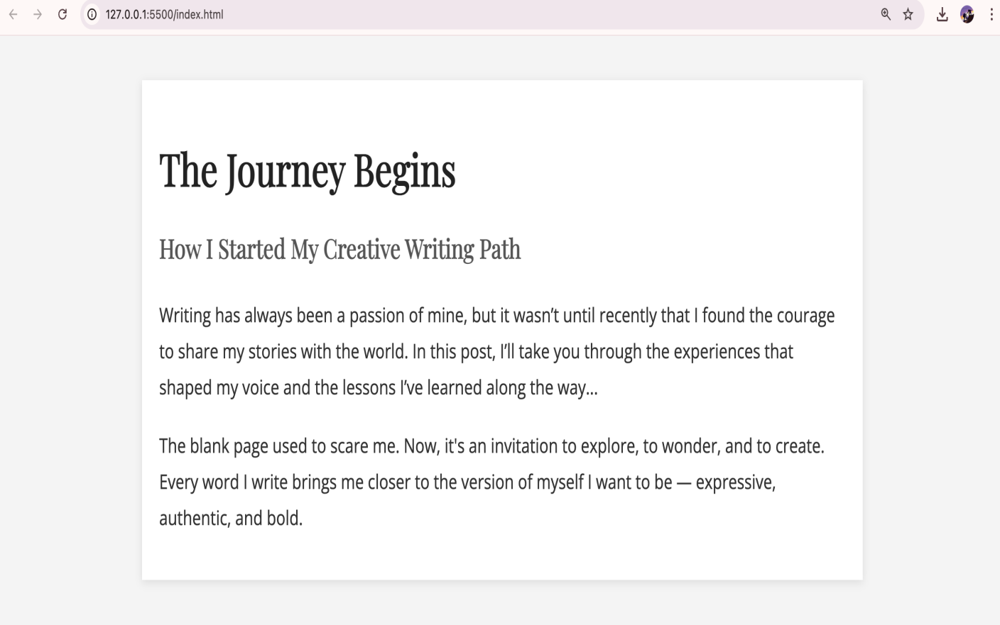 127.0.0.1:5500/index.html
The Journey Begins
How I Started My Creative Writing Path
Writing has always been a passion of mine, but it wasn’t until recently that I found the courage
to share my stories with the world. In this post, I’ll take you through the experiences that
shaped my voice and the lessons I’ve learned along the way...
The blank page used to scare me. Now, it's an invitation to explore, to wonder, and to create.
Every word I write brings me closer to the version of myself I want to be — expressive,
authentic, and bold.